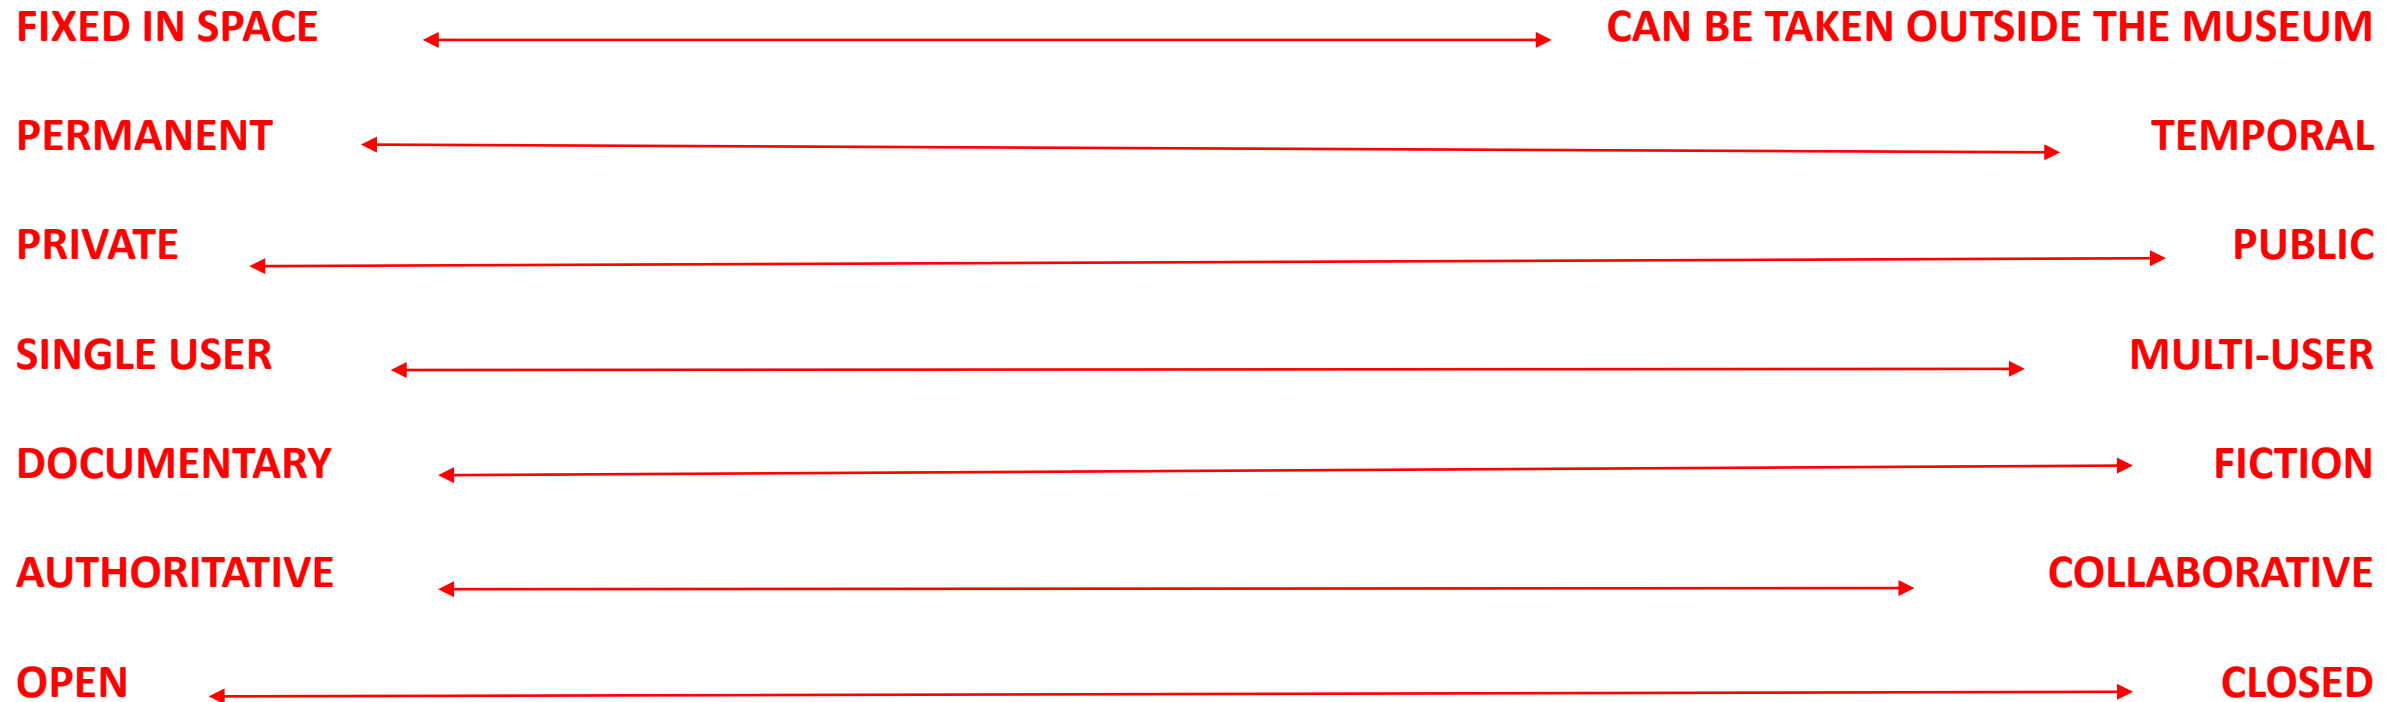 FIXED IN SPACE CAN BE TAKEN OUTSIDE THE MUSEUM
PERMANENT TEMPORAL
PRIVATE PUBLIC
SINGLE USER MULTI-USER
DOCUMENTARY FICTION
AUTHORITATIVE COLLABORATIVE
OPEN CLOSED